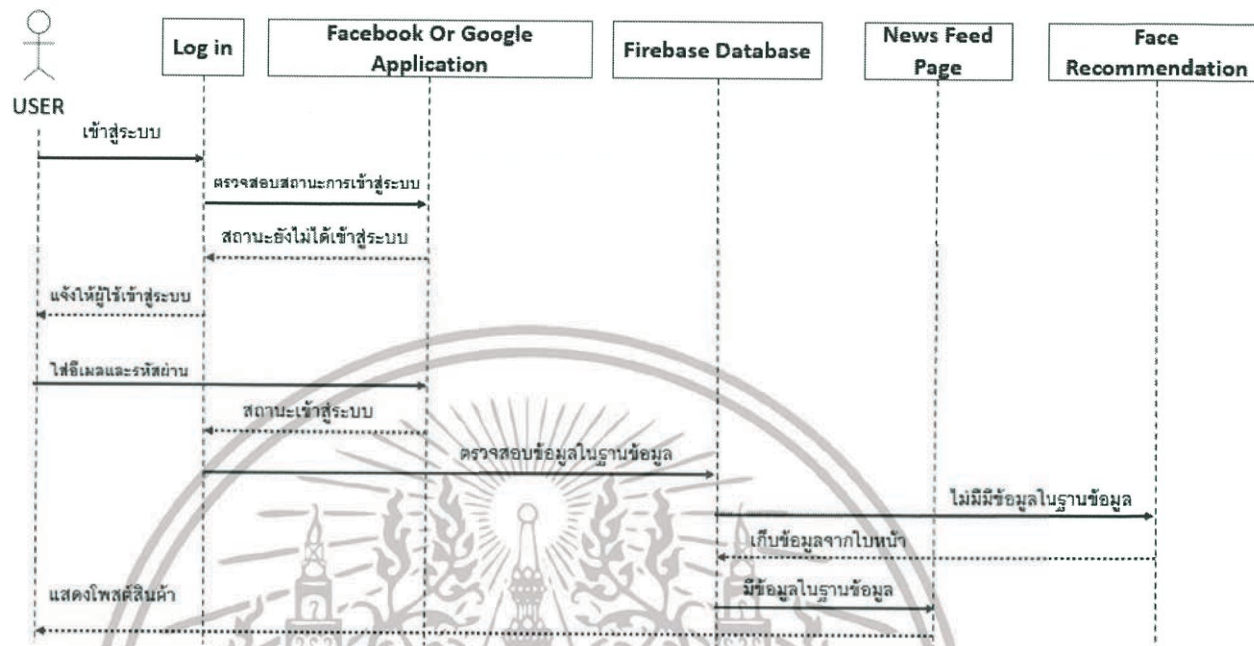 Log in
Facebook Or Google
Application
Firebase Database
News Feed
Page
Face
Recommendation
USER
เข้าสู่ระบบ
ตรวจสอบสถานะการเข้าสู่ระบบ
สถานะยังไม่ได้เข้าสู่ระบบ
แจ้งให้ผู้ใช้เข้าสู่ระบบ
ใส่อีเมลและรหัสผ่าน
สถานะเข้าสู่ระบบ
ตรวจสอบข้อมูลในฐานข้อมูล
ไม่มีมีข้อมูลในฐานข้อมูล
เก็บข้อมูลจากใบหน้า
มีข้อมูลในฐานข้อมูล
แสดงโพสต์สินค้า